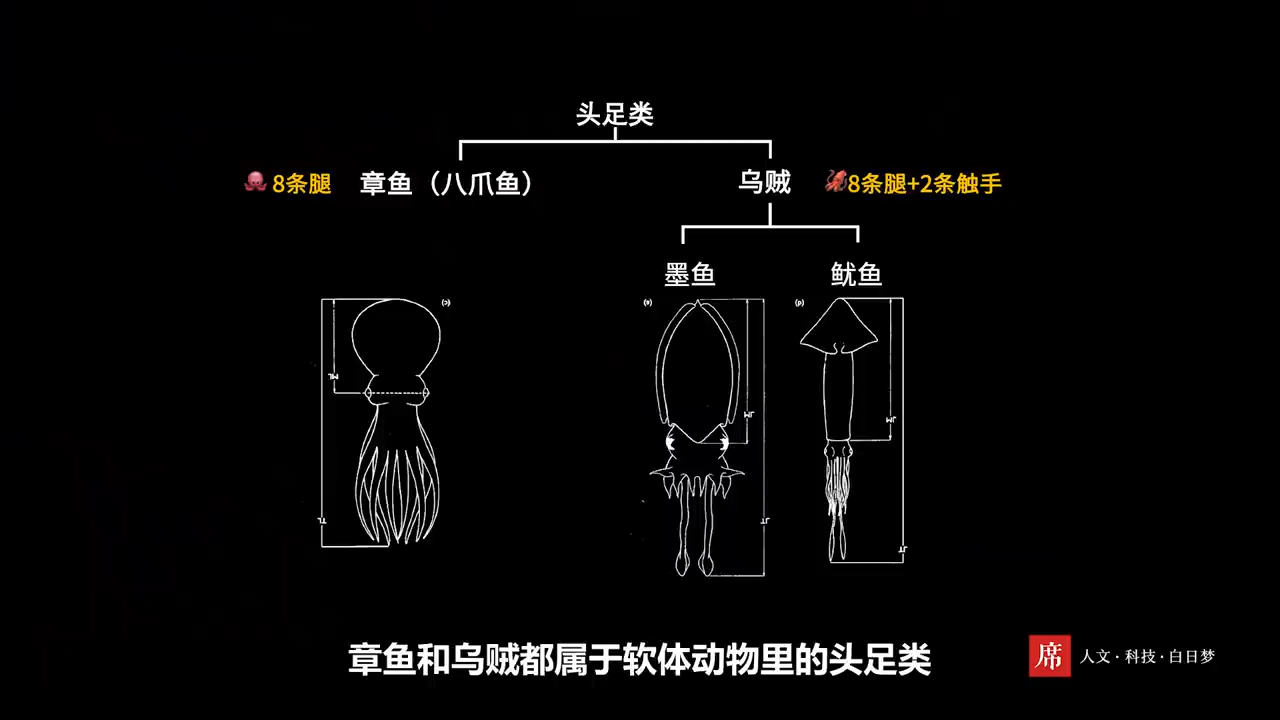 头足类
8条腿 章鱼（八爪鱼） 乌贼 8条腿+2条触手
墨鱼 鱿鱼
章鱼和乌贼都属于软体动物里的头足类
席 人文·科技·白日梦